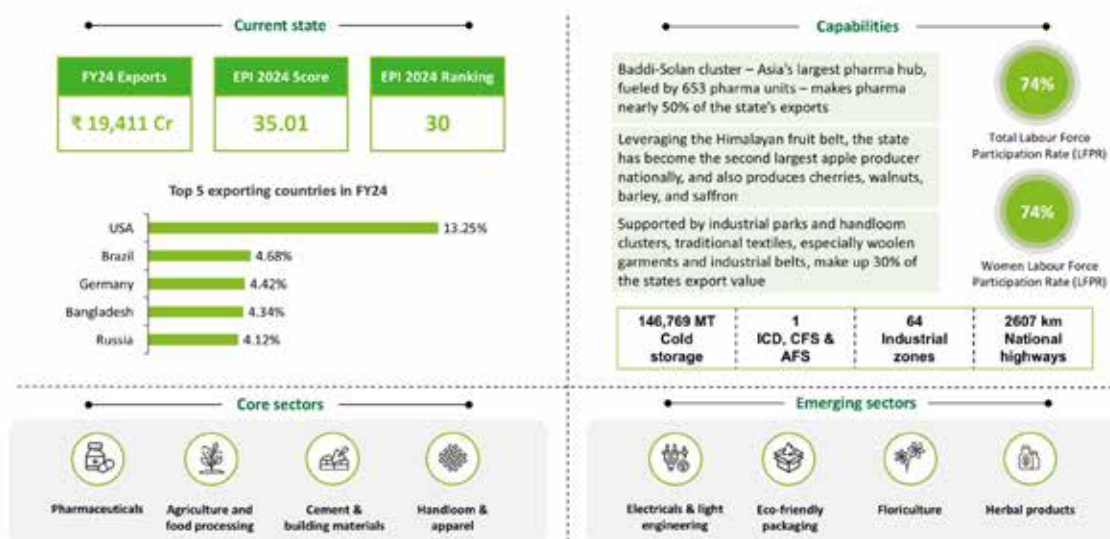 Current state
FY24 Exports
₹ 19,411 Cr
EPI 2024 Score
35.01
EPI 2024 Ranking
30
Top 5 exporting countries in FY24
USA
13.25%
Brazil
4.68%
Germany
4.42%
Bangladesh
4.34%
Russia
4.12%
Capabilities
Baddi-Solan cluster – Asia's largest pharma hub,
fueled by 653 pharma units – makes pharma
nearly 50% of the state's exports
Leveraging the Himalayan fruit belt, the state
has become the second largest apple producer
nationally, and also produces cherries, walnuts,
barley, and saffron
Supported by industrial parks and handloom
clusters, traditional textiles, especially woolen
garments and industrial belts, make up 30% of
the states export value
74%
Total Labour Force
Participation Rate (LFPR)
74%
Women Labour Force
Participation Rate (LFPR)
146,769 MT
Cold
storage
1
ICD, CFS &
AFS
64
Industrial
zones
2607 km
National
highways
Core sectors
Pharmaceuticals
Agriculture and
food processing
Cement &
building materials
Handloom &
apparel
Emerging sectors
Electricals & light
engineering
Eco-friendly
packaging
Floriculture
Herbal products